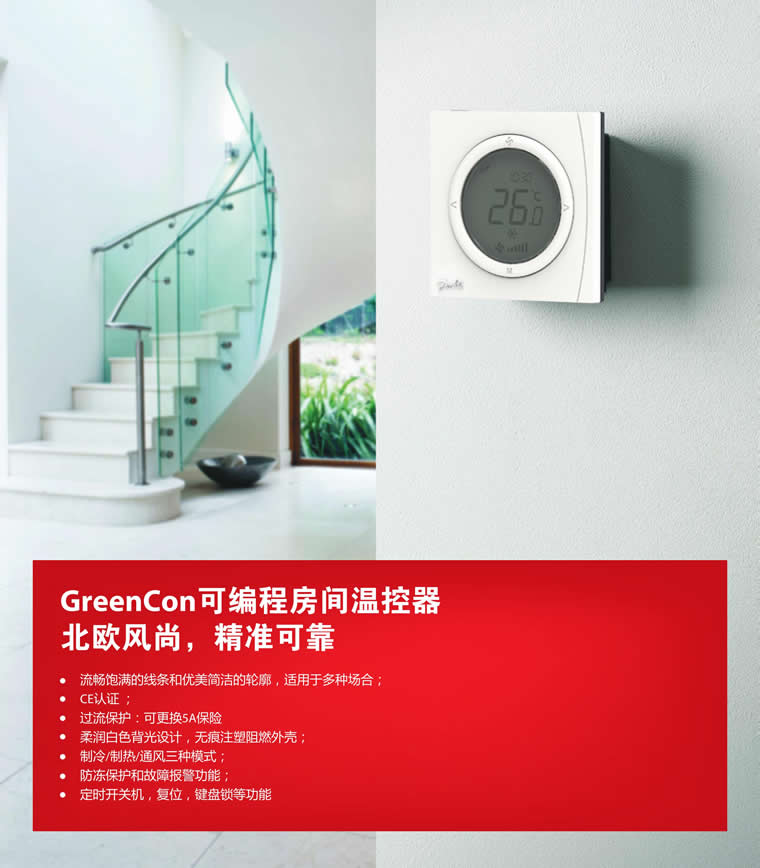 10:30
26.0
℃
<
>
M
Danfoss
GreenCon可编程房间温控器
北欧风尚，精准可靠
• 流畅饱满的线条和优美简洁的轮廓，适用于多种场合；
• CE认证 ；
• 过流保护：可更换5A保险
• 柔润白色背光设计，无痕注塑阻燃外壳；
• 制冷/制热/通风三种模式；
• 防冻保护和故障报警功能；
• 定时开关机，复位，键盘锁等功能